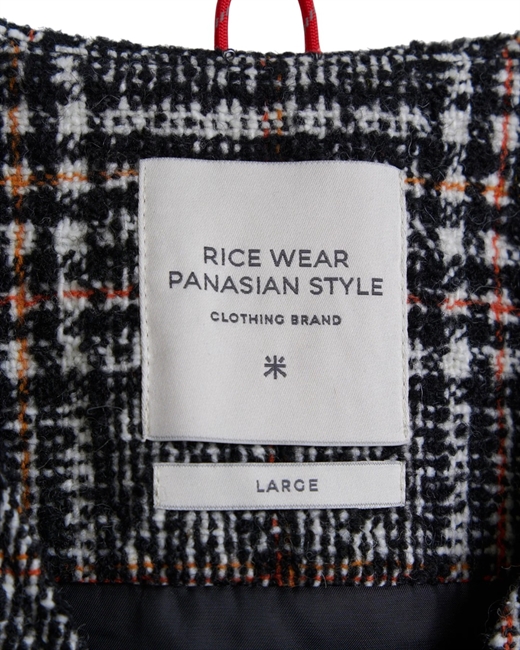 RICE WEAR
PANASIAN STYLE
CLOTHING BRAND
米
LARGE